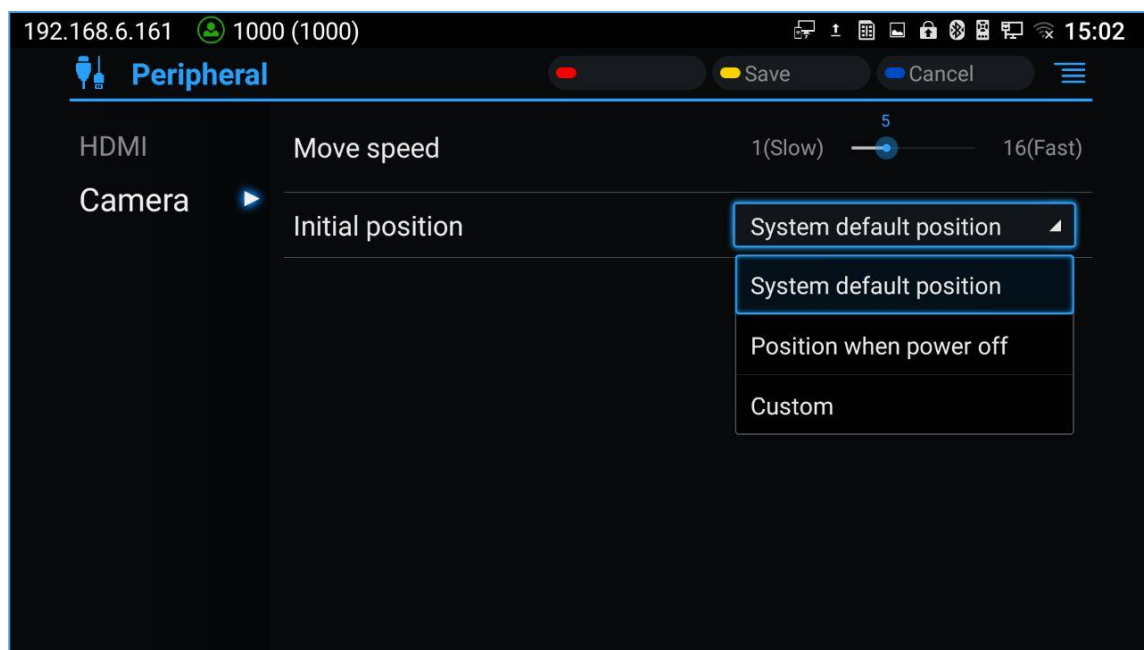 192.168.6.161 1000 (1000) 15:02
Peripheral Save Cancel
HDMI
Camera
Move speed 1(Slow) 5 16(Fast)
Initial position System default position
System default position
Position when power off
Custom